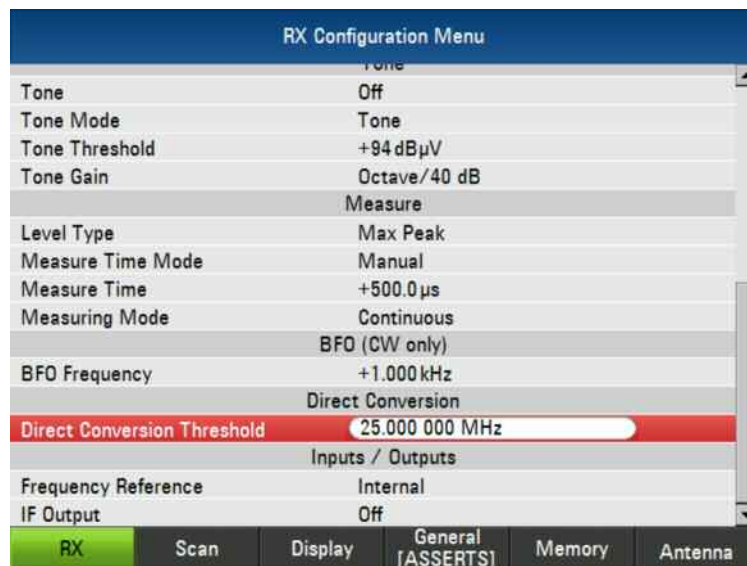 RX Configuration Menu
Tone
Tone Off
Tone Mode Tone
Tone Threshold +94 dBµV
Tone Gain Octave/40 dB
Measure
Level Type Max Peak
Measure Time Mode Manual
Measure Time +500.0 µs
Measuring Mode Continuous
BFO (CW only)
BFO Frequency +1.000 kHz
Direct Conversion
Direct Conversion Threshold 25.000 000 MHz
Inputs / Outputs
Frequency Reference Internal
IF Output Off
RX Scan Display General [ASSERTS] Memory Antenna